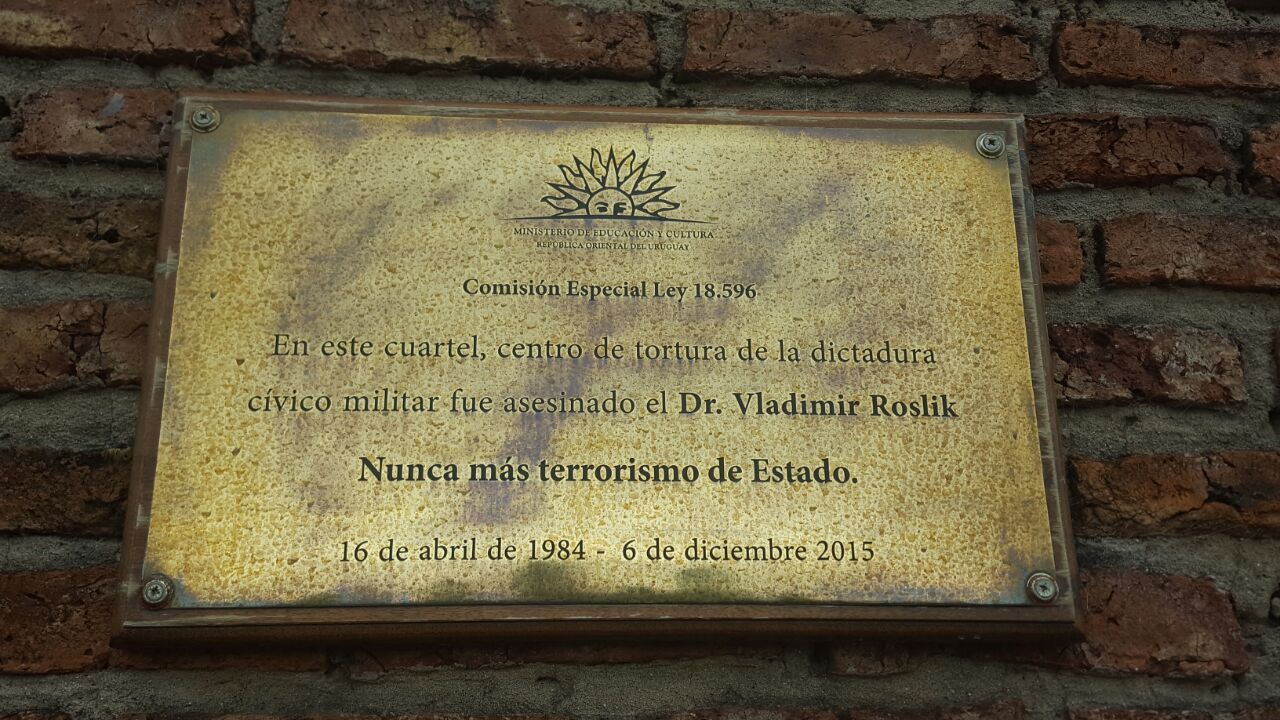 MINISTERIO DE EDUCACIÓN Y CULTURA
REPÚBLICA ORIENTAL DEL URUGUAY
Comisión Especial Ley 18.596
En este cuartel, centro de tortura de la dictadura
cívico militar fue asesinado el Dr. Vladimir Roslik
Nunca más terrorismo de Estado.
16 de abril de 1984 - 6 de diciembre 2015